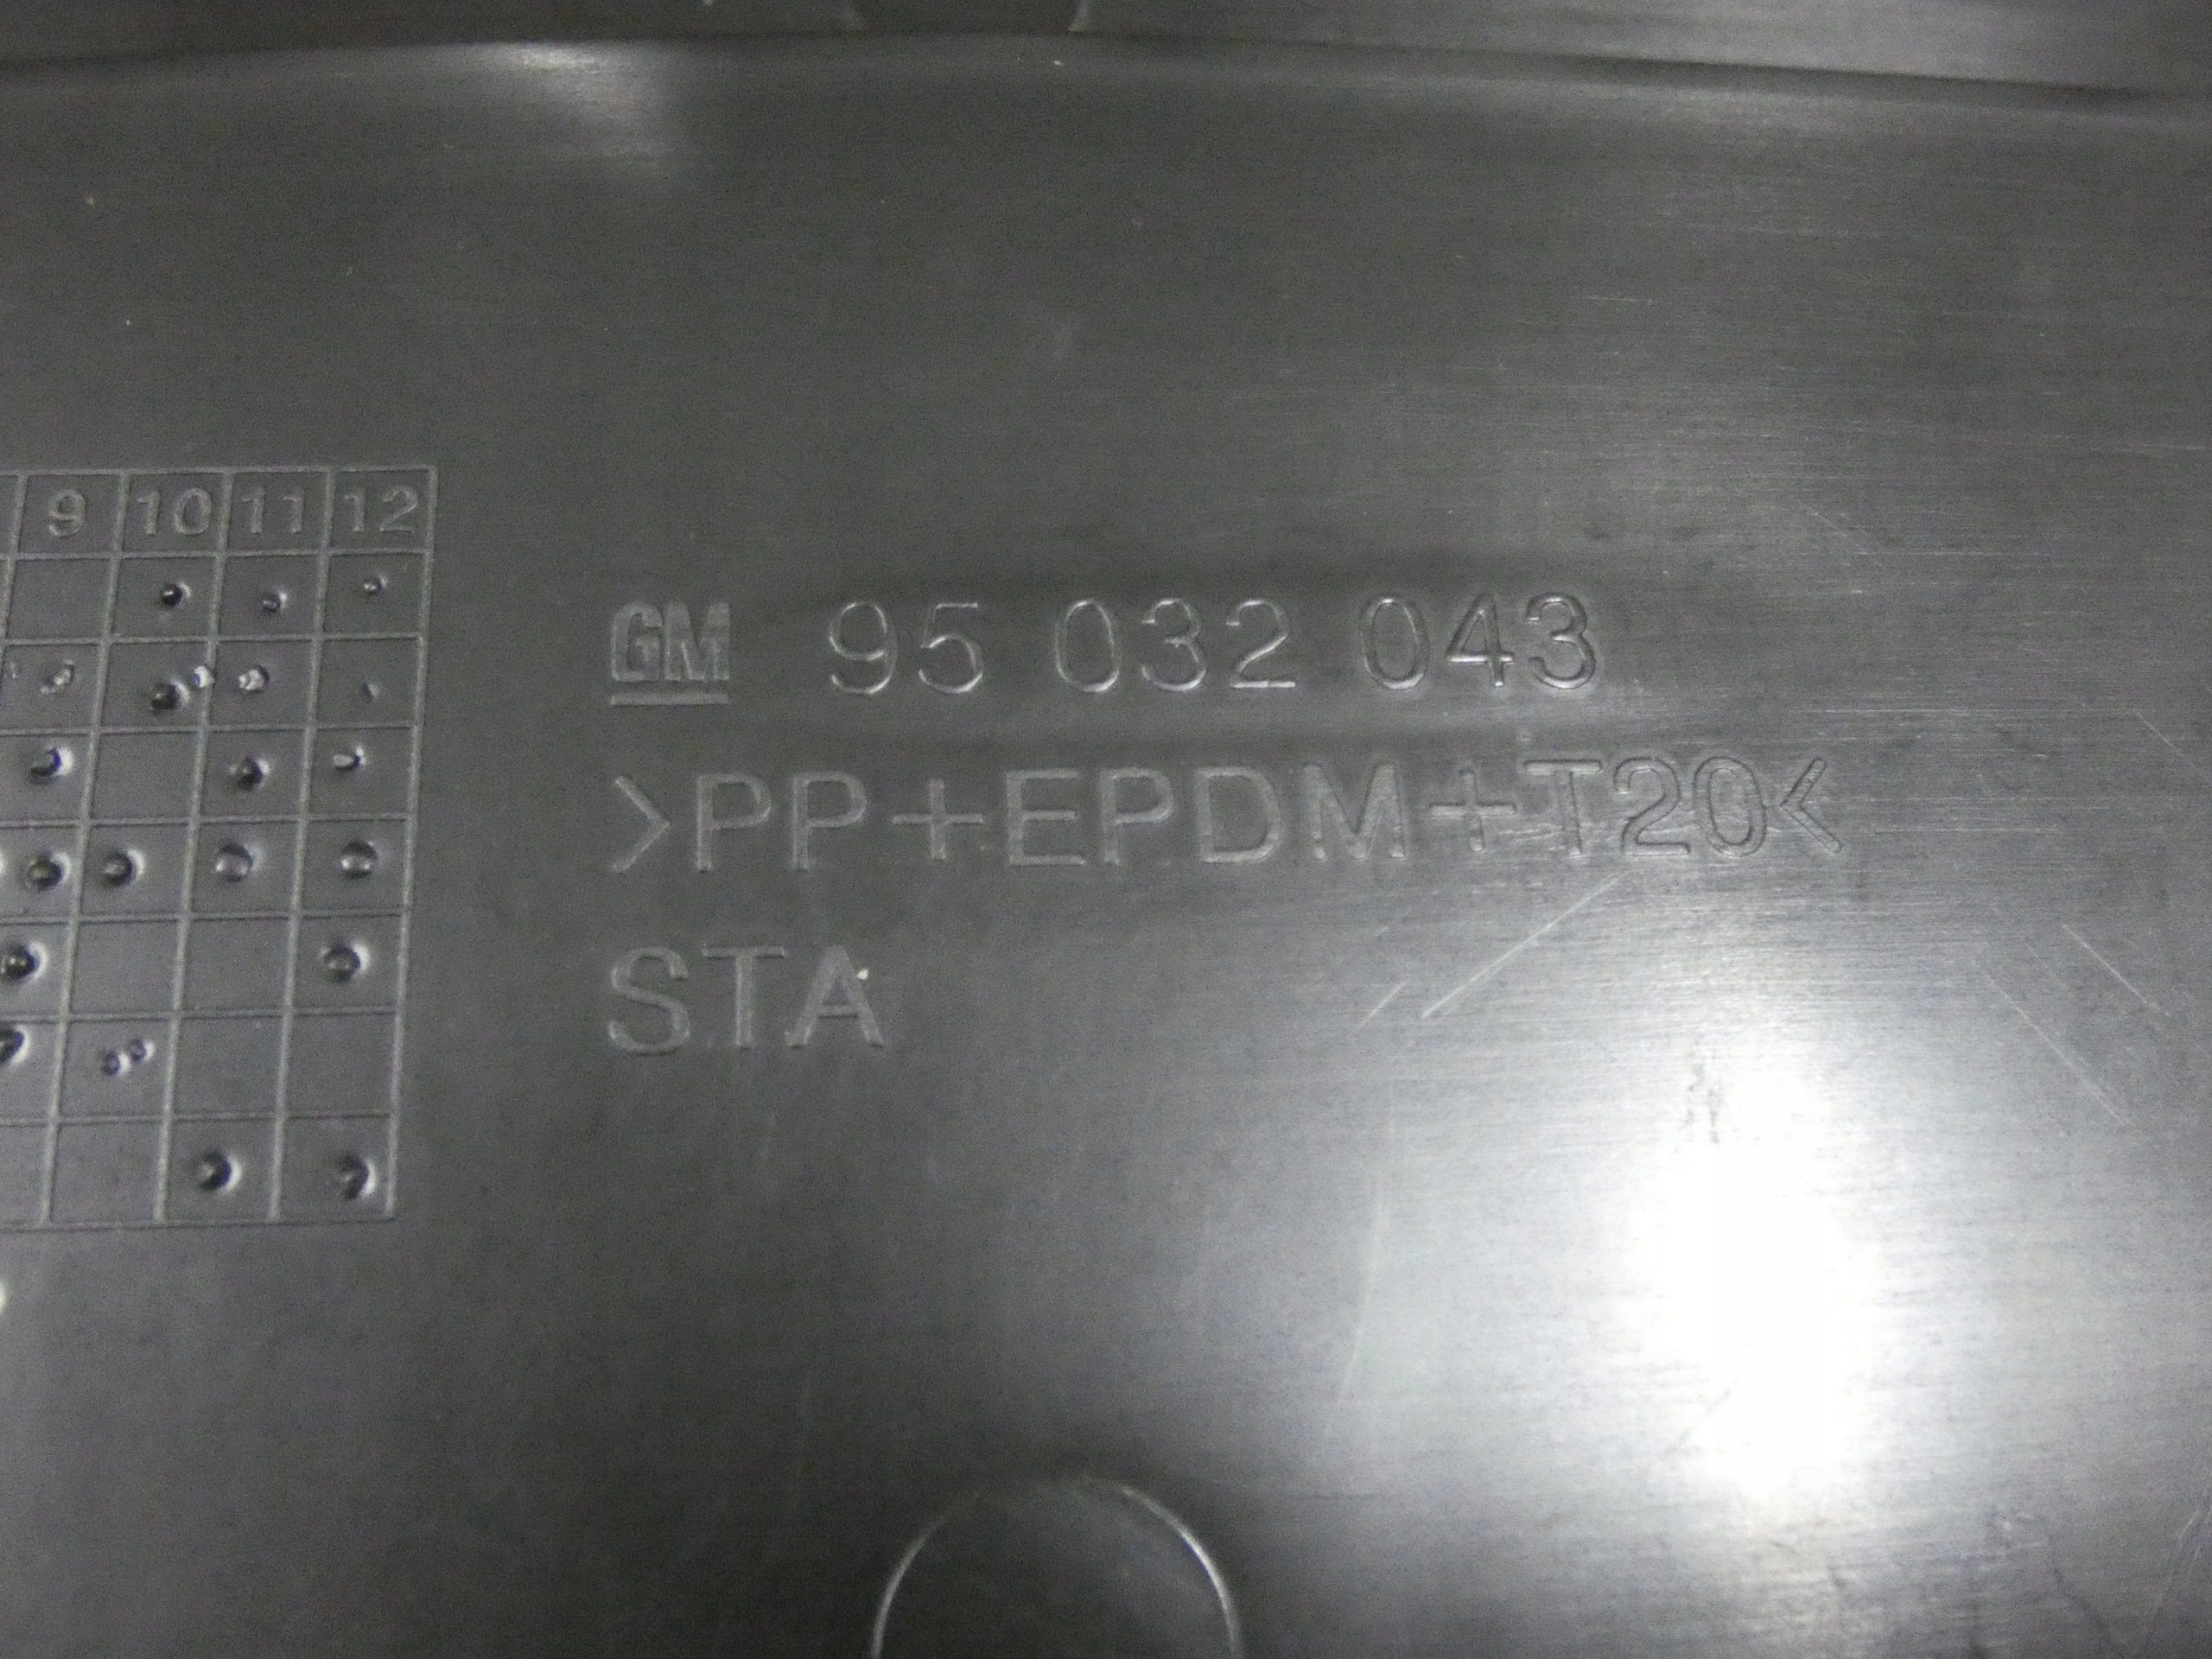 9 10 11 12
GM 95 032 043
>PP+EPDM+T20<
STA